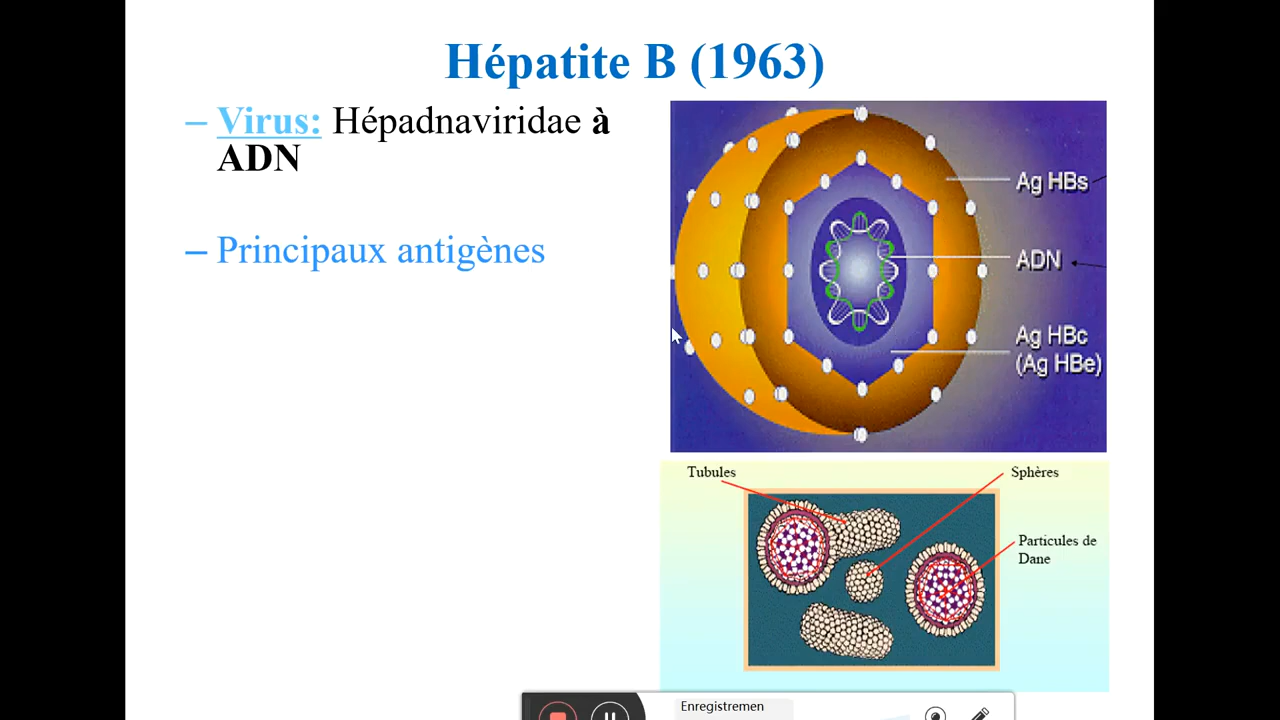 Hépatite B (1963)
– Virus: Hépadnaviridae à
ADN
– Principaux antigènes
Ag HBs
ADN
Ag HBc
(Ag HBe)
Tubules
Sphères
Particules de
Dane
Enregistremen